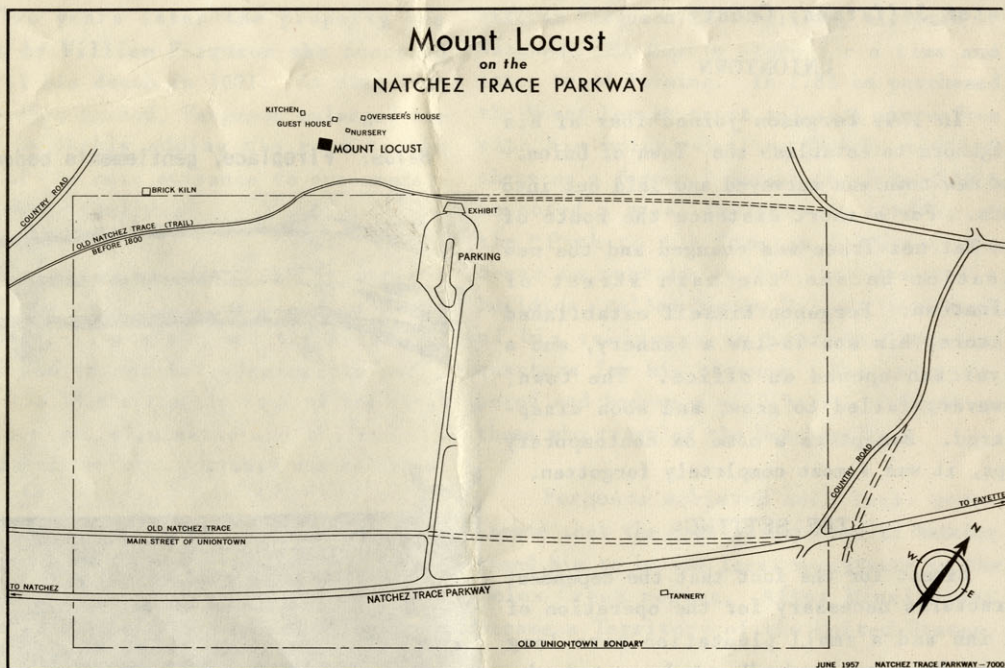 Mount Locust
on the
NATCHEZ TRACE PARKWAY
KITCHEN
OVERSEER'S HOUSE
GUEST HOUSE
NURSERY
MOUNT LOCUST
COUNTRY ROAD
BRICK KILN
OLD NATCHEZ TRACE (TRAIL)
BEFORE 1800
EXHIBIT
PARKING
COUNTRY ROAD
OLD NATCHEZ TRACE
MAIN STREET OF UNIONTOWN
TO FAYETTE
N
W
E
TO NATCHEZ
NATCHEZ TRACE PARKWAY
TANNERY
OLD UNIONTOWN BONDARY
JUNE 1957 NATCHEZ TRACE PARKWAY—7009